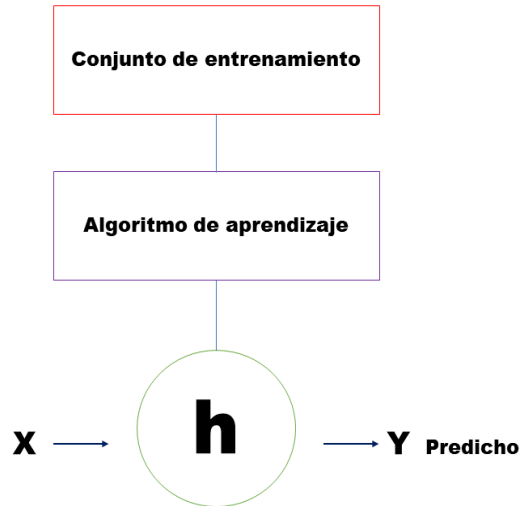 Conjunto de entrenamiento
Algoritmo de aprendizaje
X h Y Predicho